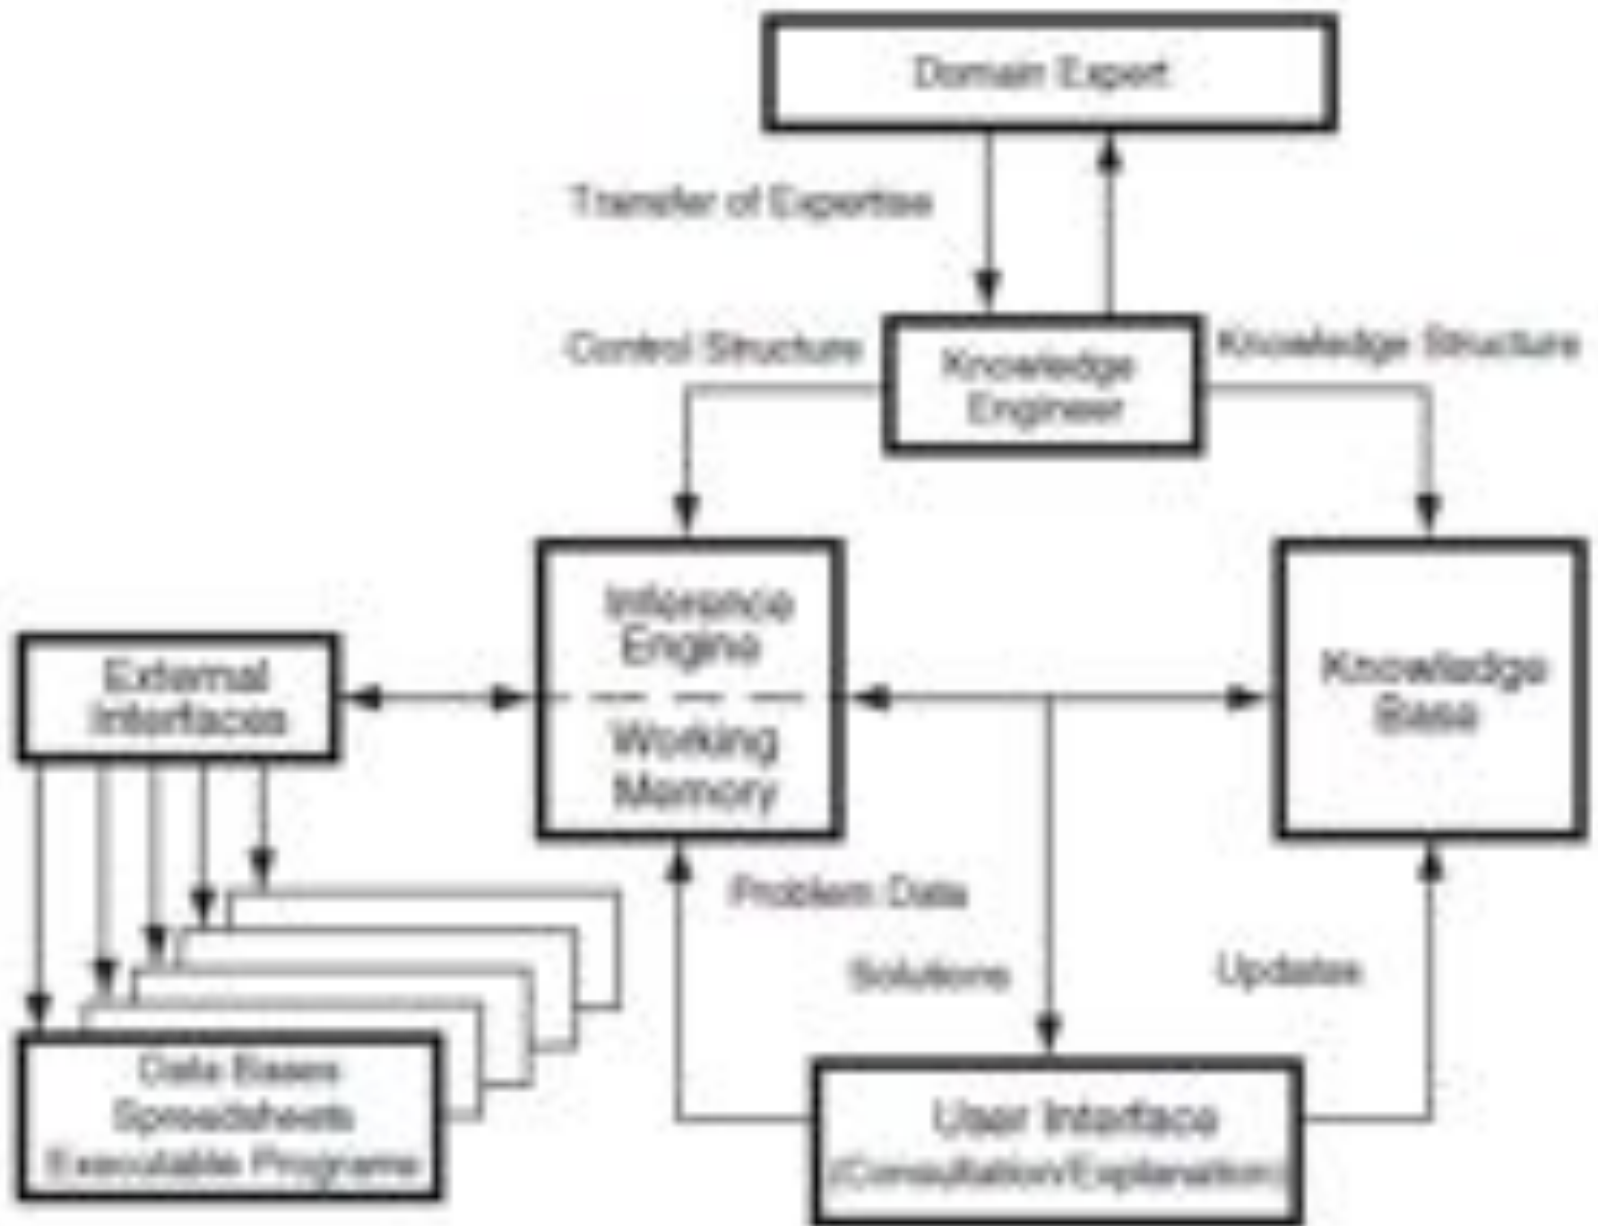 Domain Expert
Transfer of Expertise
Control Structure
Knowledge
Engineer
Knowledge Structure
Inference
Engine
Working
Memory
External
Interfaces
Knowledge
Base
Problem Data
Solutions
Updates
Data Bases
Spreadsheets
Executable Programs
User Interface
(Consultation/Explanation)